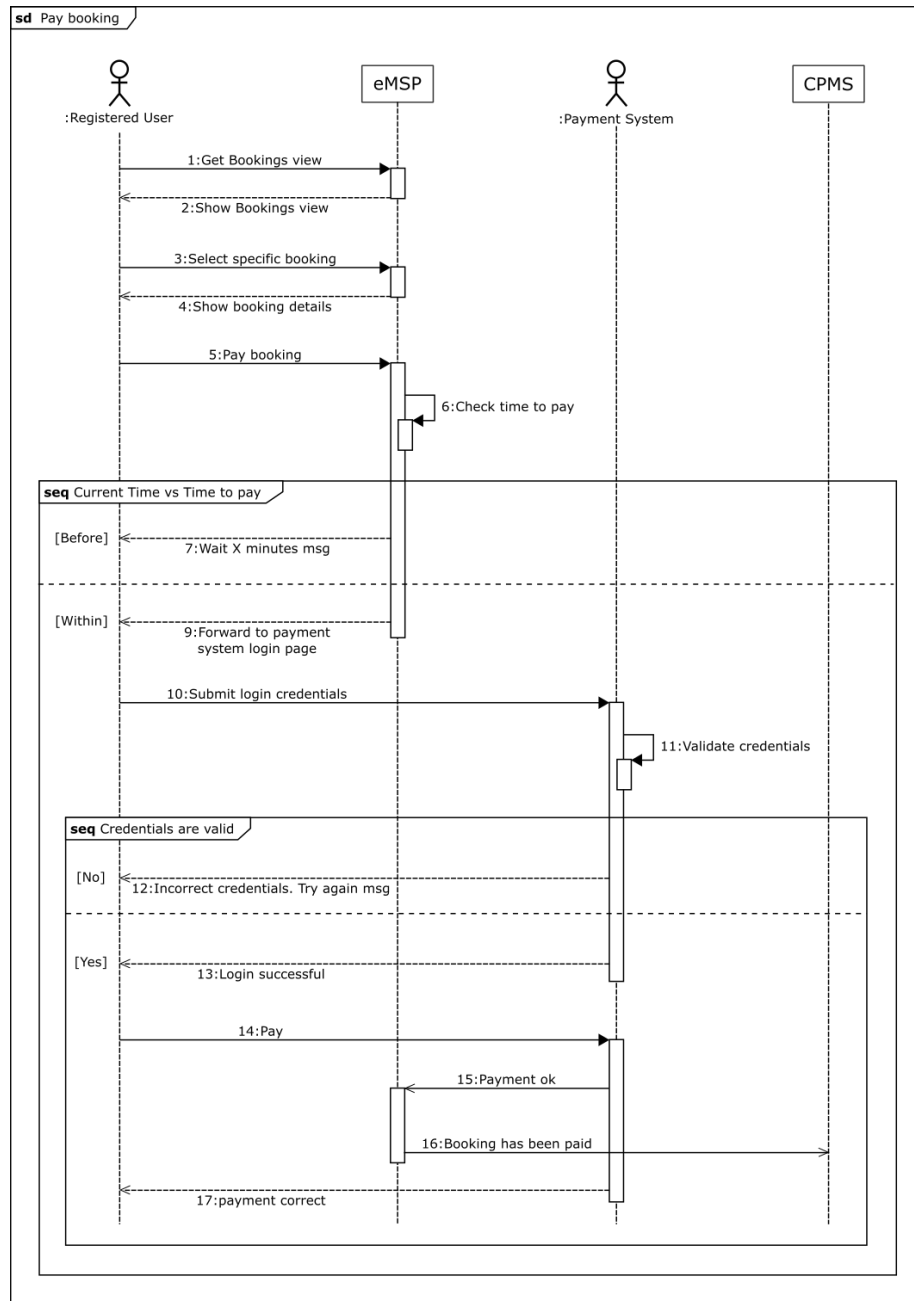 sd Pay booking
eMSP
CPMS
:Registered User
:Payment System
1:Get Bookings view
2:Show Bookings view
3:Select specific booking
4:Show booking details
5:Pay booking
6:Check time to pay
seq Current Time vs Time to pay
[Before]
7:Wait X minutes msg
[Within]
9:Forward to payment
system login page
10:Submit login credentials
11:Validate credentials
seq Credentials are valid
[No]
12:Incorrect credentials. Try again msg
[Yes]
13:Login successful
14:Pay
15:Payment ok
16:Booking has been paid
17:payment correct